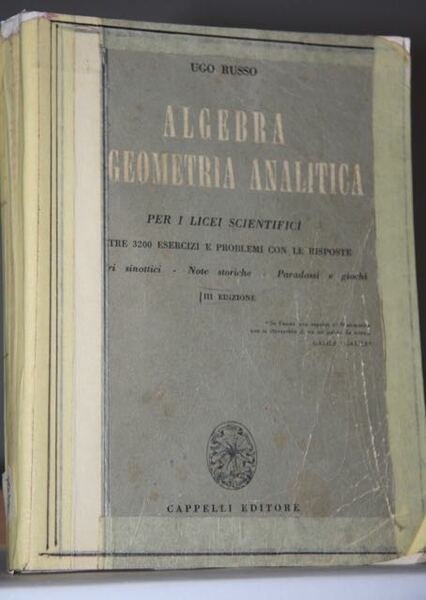 UGO RUSSO
ALGEBRA
GEOMETRIA ANALITICA
PER I LICEI SCIENTIFICI
TRE 3200 ESERCIZI E PROBLEMI CON LE RISPOSTE
ri sinottici - Note storiche - Paradossi e giochi
III EDIZIONE
CAPPELLI EDITORE